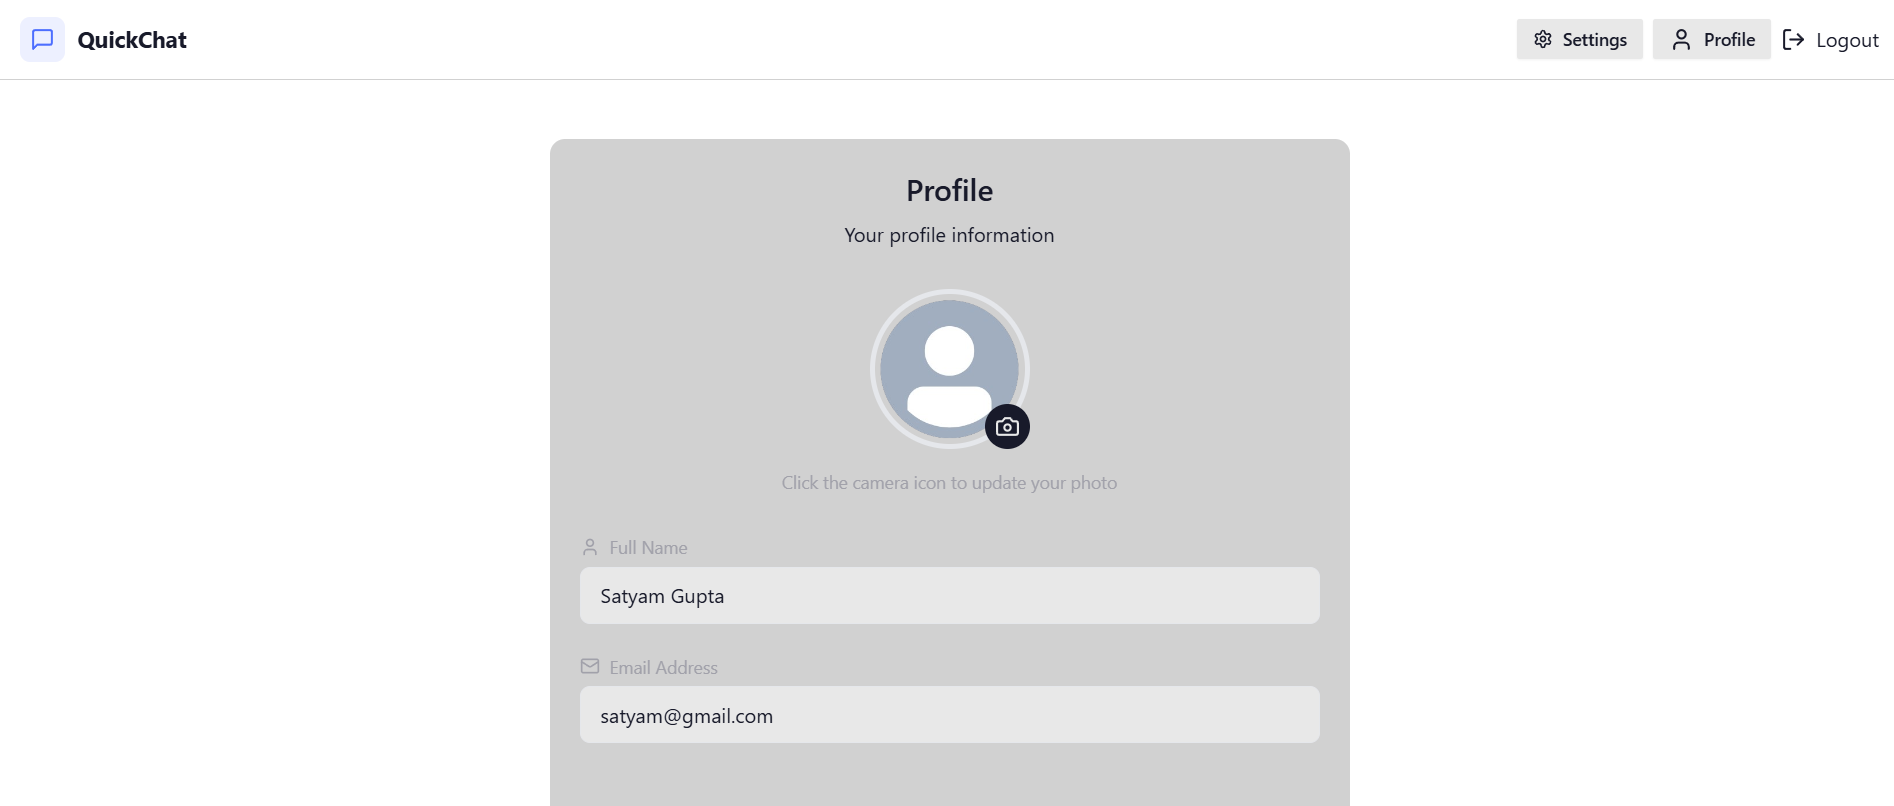 QuickChat
Settings
Profile
Logout
Profile
Your profile information
Click the camera icon to update your photo
Full Name
Satyam Gupta
Email Address
satyam@gmail.com